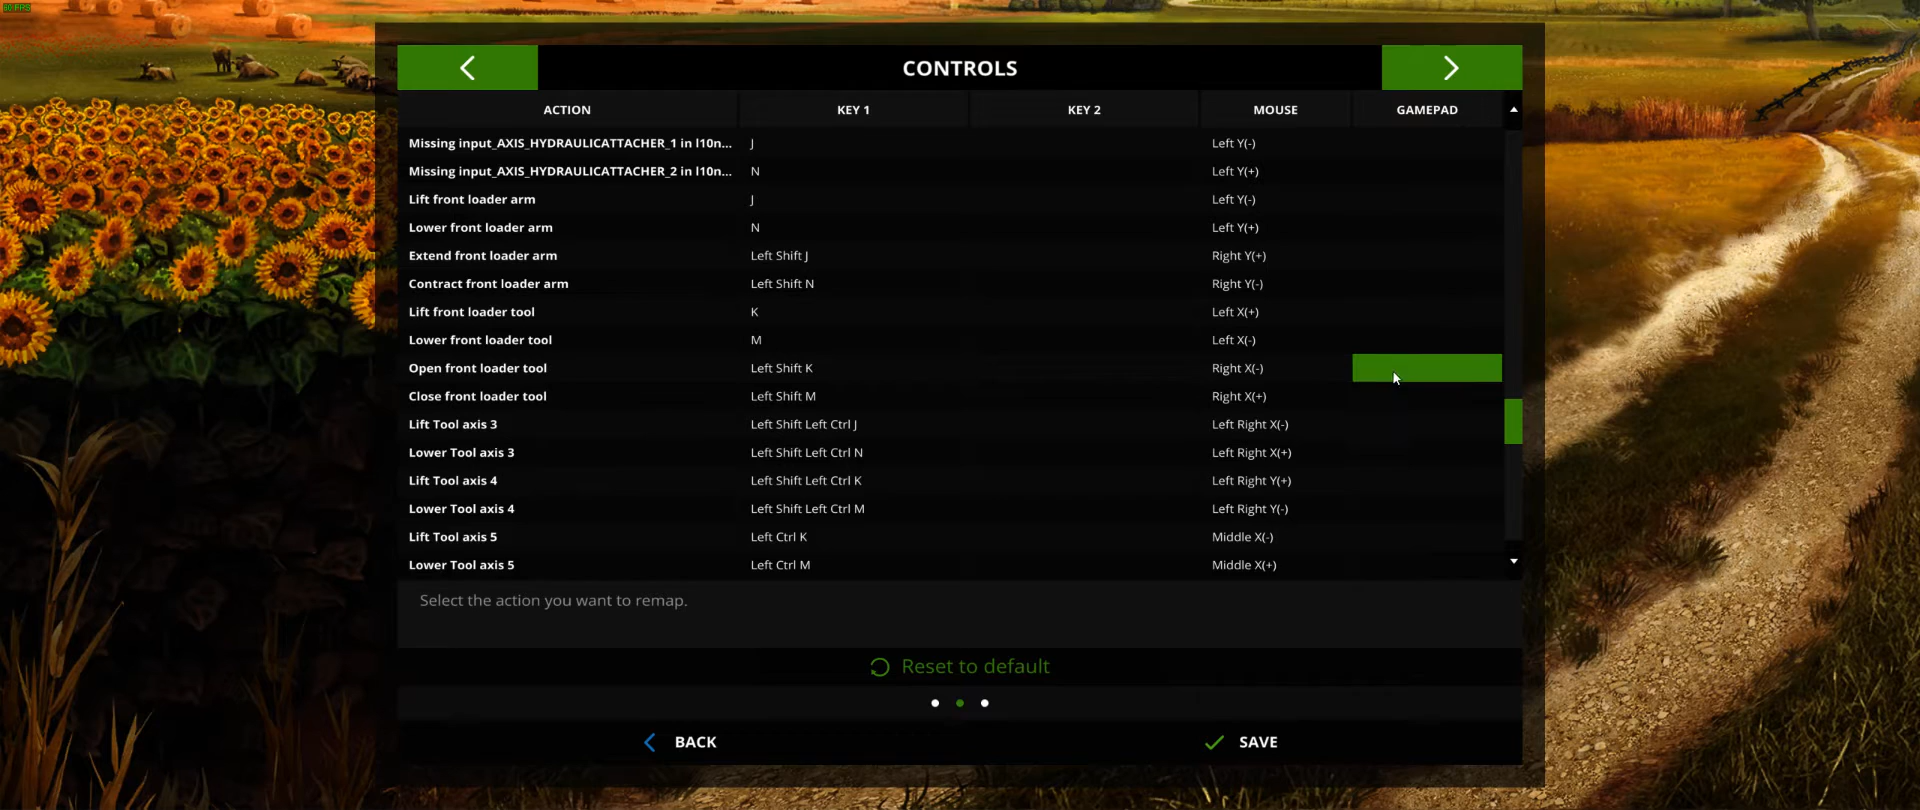 60 FPS
CONTROLS
ACTION KEY 1 KEY 2 MOUSE GAMEPAD
Missing input_AXIS_HYDRAULICATTACHER_1 in l10n... J Left Y(-)
Missing input_AXIS_HYDRAULICATTACHER_2 in l10n... N Left Y(+)
Lift front loader arm J Left Y(-)
Lower front loader arm N Left Y(+)
Extend front loader arm Left Shift J Right Y(+)
Contract front loader arm Left Shift N Right Y(-)
Lift front loader tool K Left X(+)
Lower front loader tool M Left X(-)
Open front loader tool Left Shift K Right X(-)
Close front loader tool Left Shift M Right X(+)
Lift Tool axis 3 Left Shift Left Ctrl J Left Right X(-)
Lower Tool axis 3 Left Shift Left Ctrl N Left Right X(+)
Lift Tool axis 4 Left Shift Left Ctrl K Left Right Y(+)
Lower Tool axis 4 Left Shift Left Ctrl M Left Right Y(-)
Lift Tool axis 5 Left Ctrl K Middle X(-)
Lower Tool axis 5 Left Ctrl M Middle X(+)
Select the action you want to remap.
Reset to default
BACK SAVE